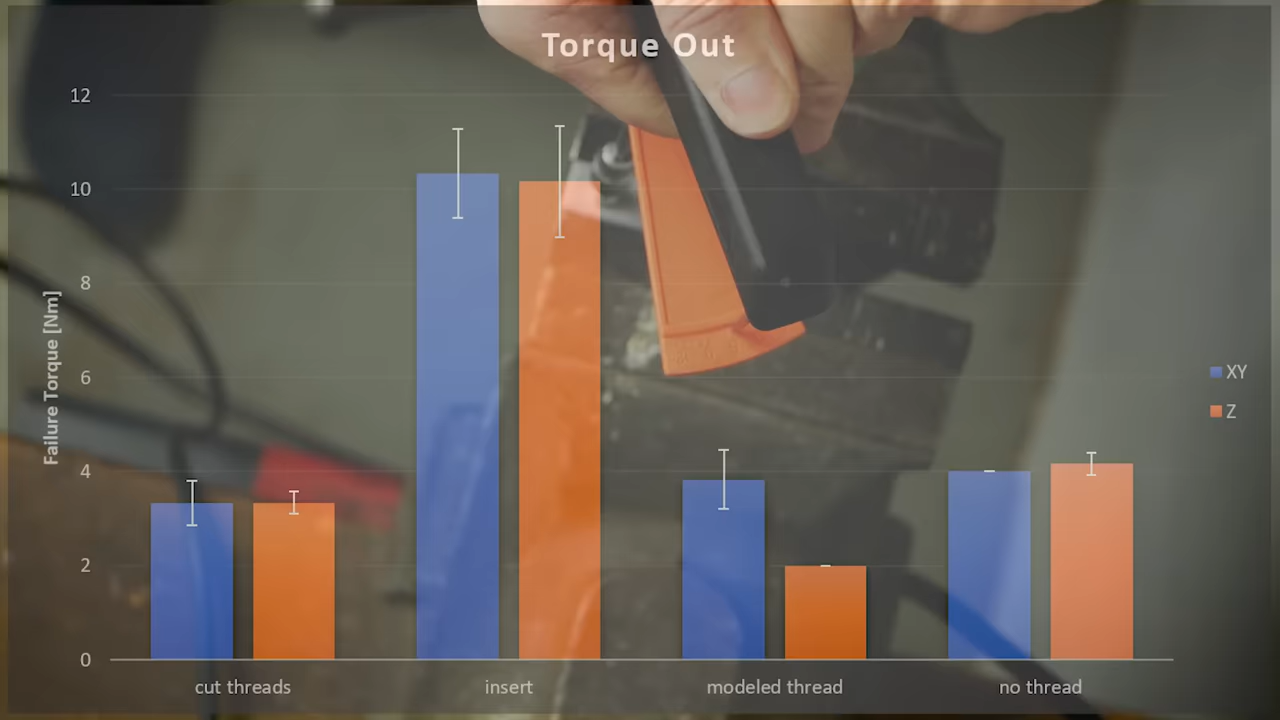 Torque Out
12
10
8
6
4
2
0
Failure Torque [Nm]
cut threads
insert
modeled thread
no thread
XY
Z